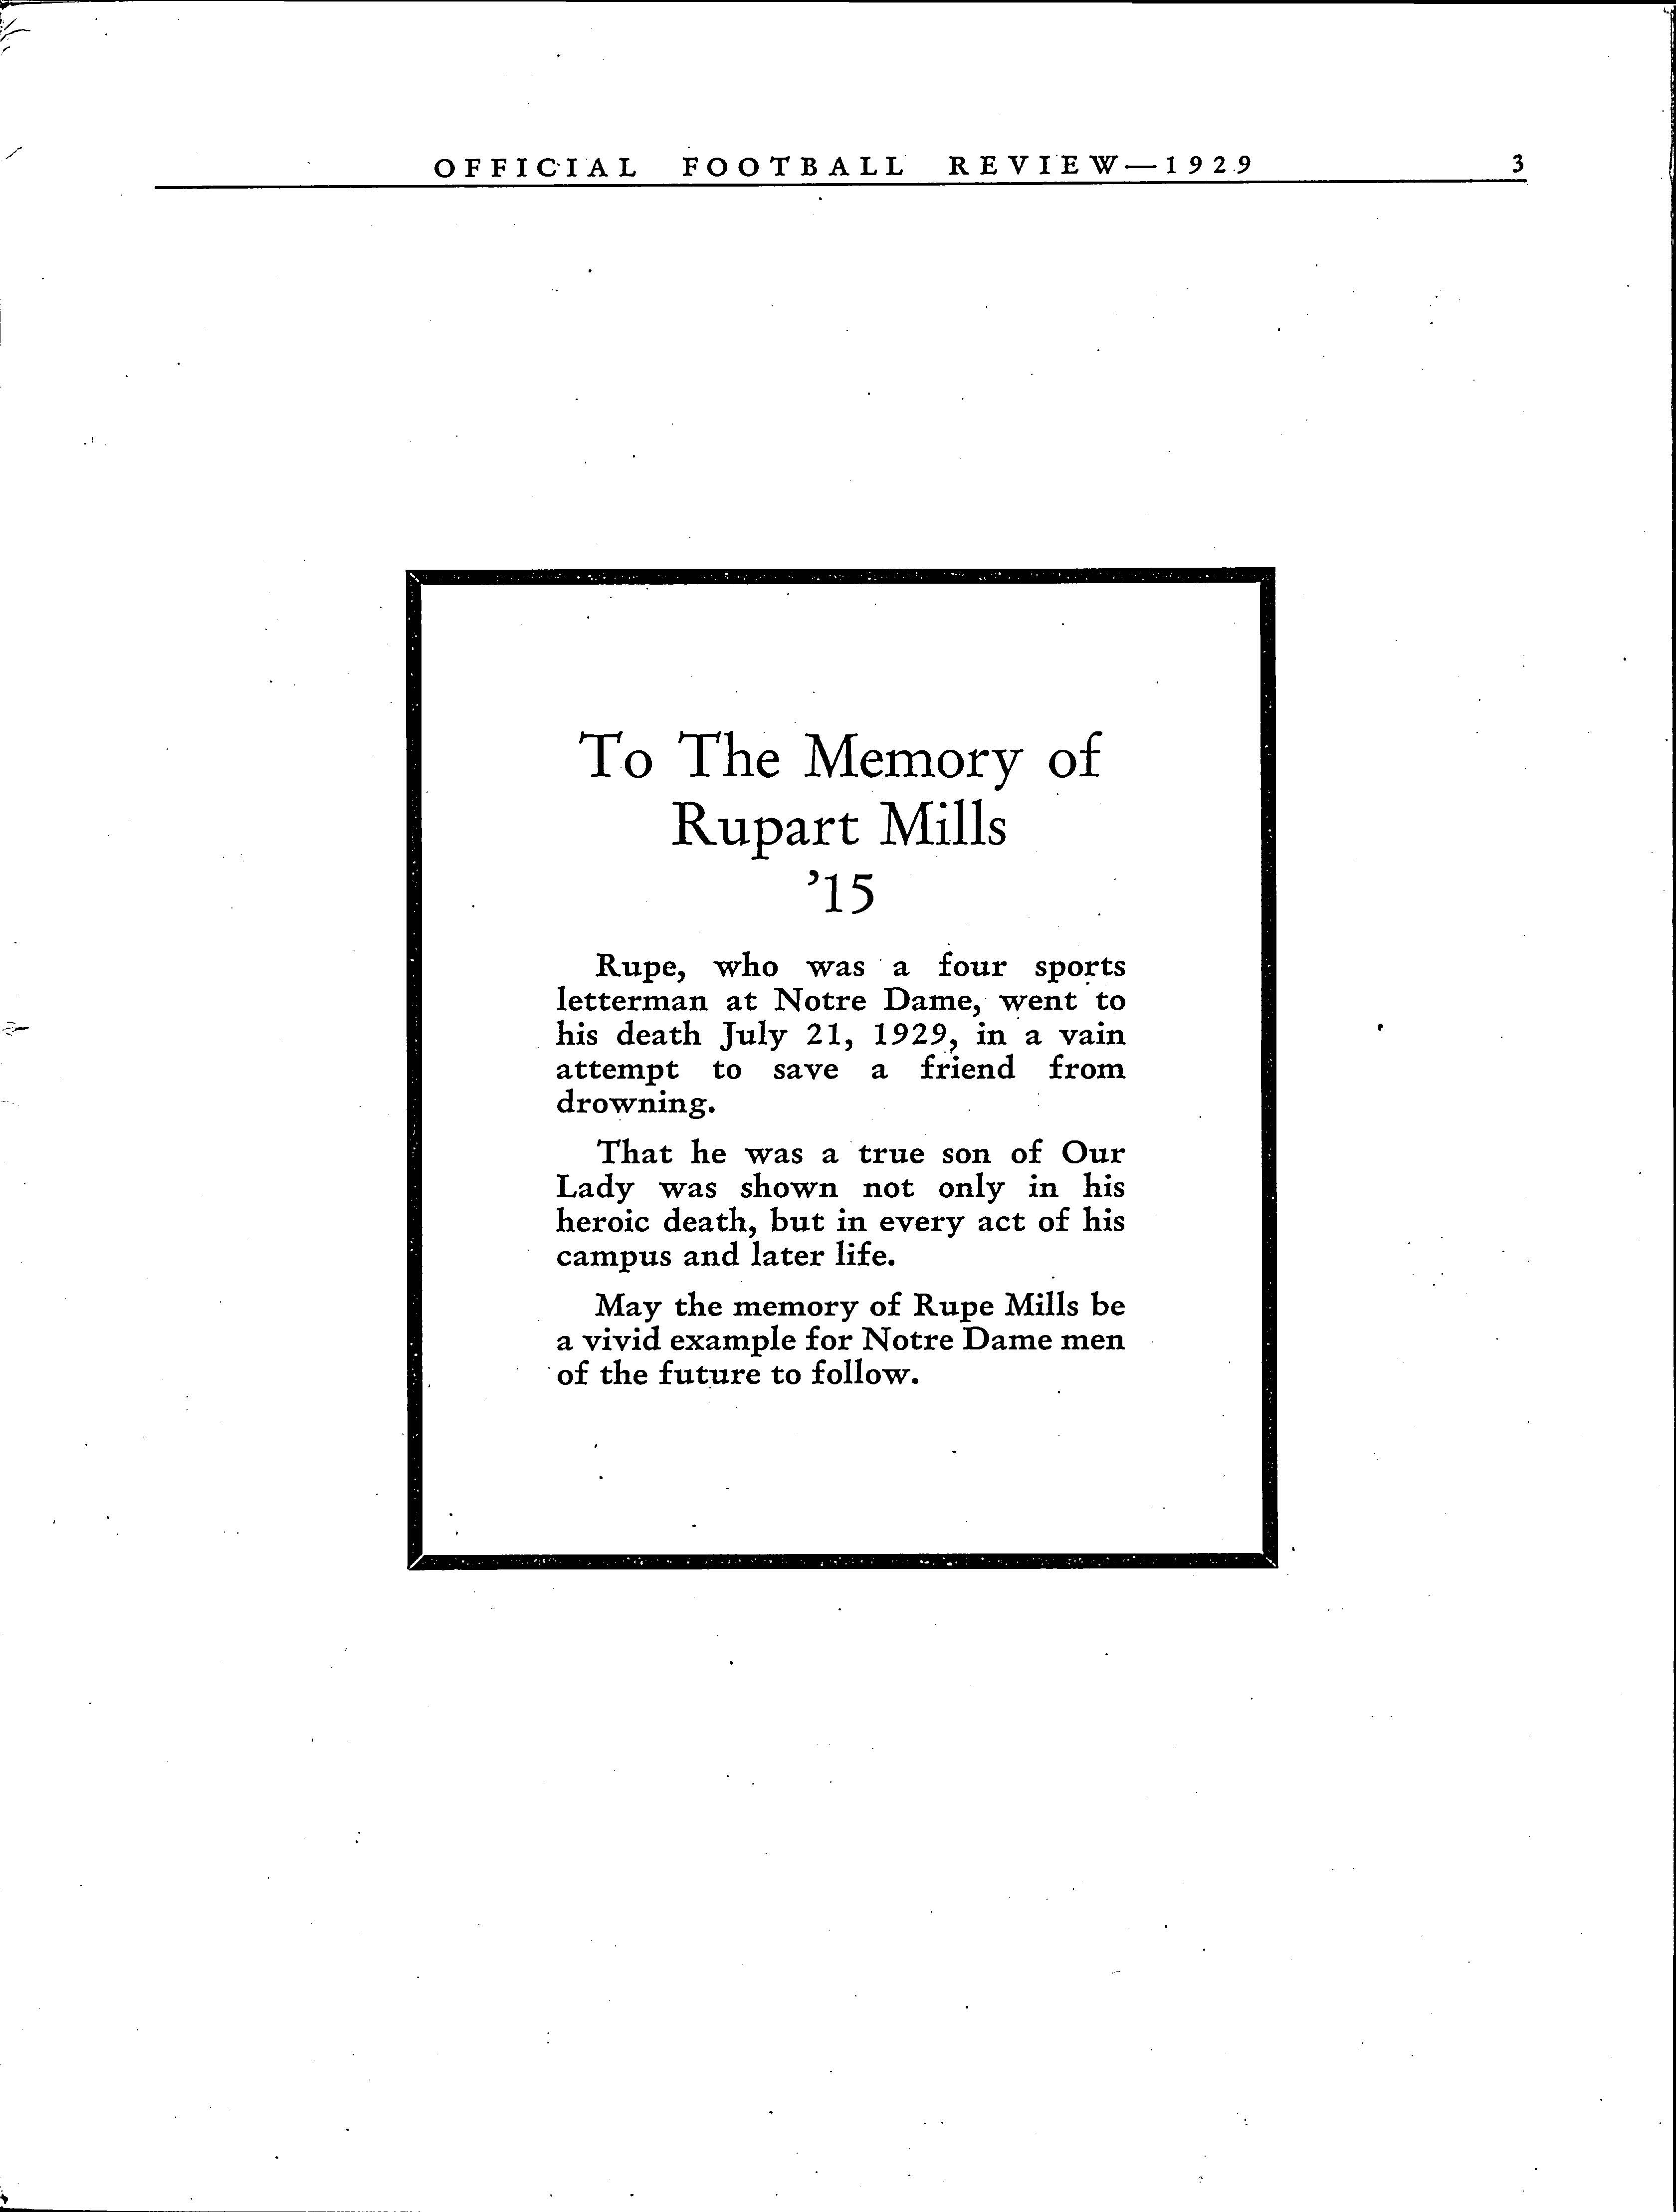 OFFICIAL FOOTBALL REVIEW—1929 3
To The Memory of
Rupart Mills
’15
Rupe, who was a four sports
letterman at Notre Dame, went to
his death July 21, 1929, in a vain
attempt to save a friend from
drowning.
That he was a true son of Our
Lady was shown not only in his
heroic death, but in every act of his
campus and later life.
May the memory of Rupe Mills be
a vivid example for Notre Dame men
of the future to follow.